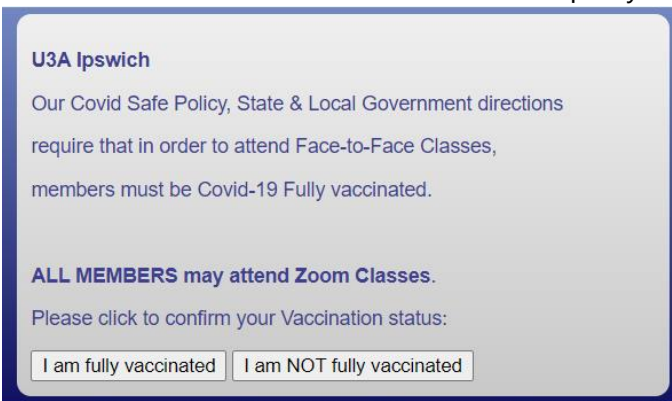 U3A Ipswich
Our Covid Safe Policy, State & Local Government directions
require that in order to attend Face-to-Face Classes,
members must be Covid-19 Fully vaccinated.
ALL MEMBERS may attend Zoom Classes.
Please click to confirm your Vaccination status:
I am fully vaccinated I am NOT fully vaccinated